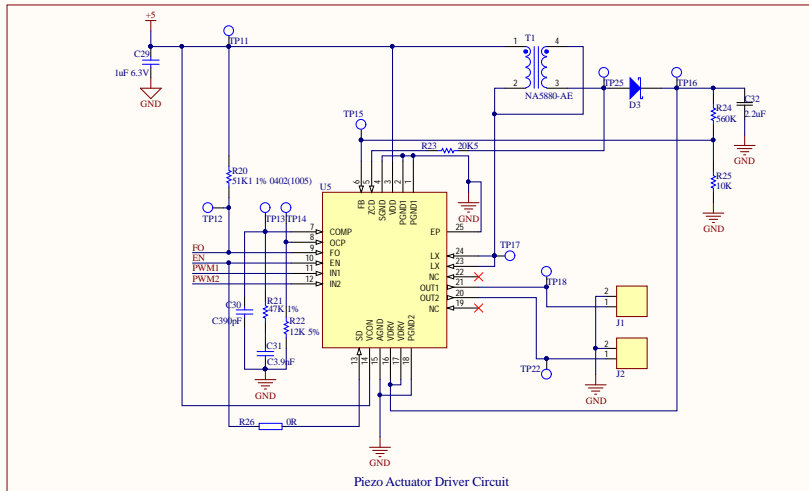 +5
TP11
C29
1uF 6.3V
GND
T1
1 4
2 3
NA5880-AE
TP25
D3
TP16
R24
560K
C32
2.2uF
GND
R25
10K
GND
TP15
R23 20K5
R20
51K1 1% 0402(1005)
U5
6 5 4 3 2 1
FB ZCD SGND VDD PGND1 PGND1
GND
TP12
TP13 TP14
7 COMP
8 OCP
FO 9 FO
EN 10 EN
PWM1 11 IN1
PWM2 12 IN2
EP 25
LX 24
LX 23
NC 22
OUT1 21
OUT2 20
NC 19
TP17
TP18
TP22
2
1
J1
2
1
J2
GND
C30
C390pF
R21
47K 1%
R22
12K 5%
C31
C3.9nF
GND
SD VCON AGND VDRV VDRV PGND2
13 14 15 16 17 18
R26 0R
GND
Piezo Actuator Driver Circuit